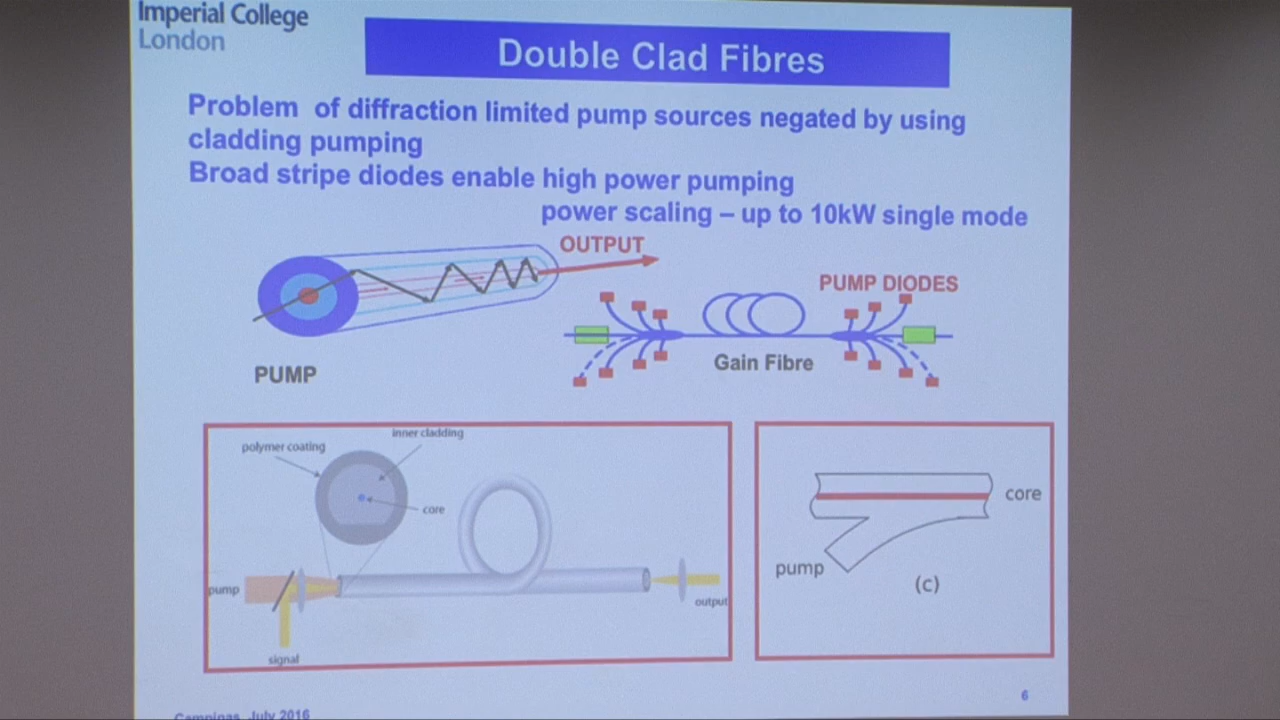 Imperial College
London
Double Clad Fibres
Problem of diffraction limited pump sources negated by using
cladding pumping
Broad stripe diodes enable high power pumping
power scaling – up to 10kW single mode
OUTPUT
PUMP DIODES
Gain Fibre
PUMP
polymer coating
inner cladding
core
pump
signal
output
core
pump
(c)
6
Campinas July 2016